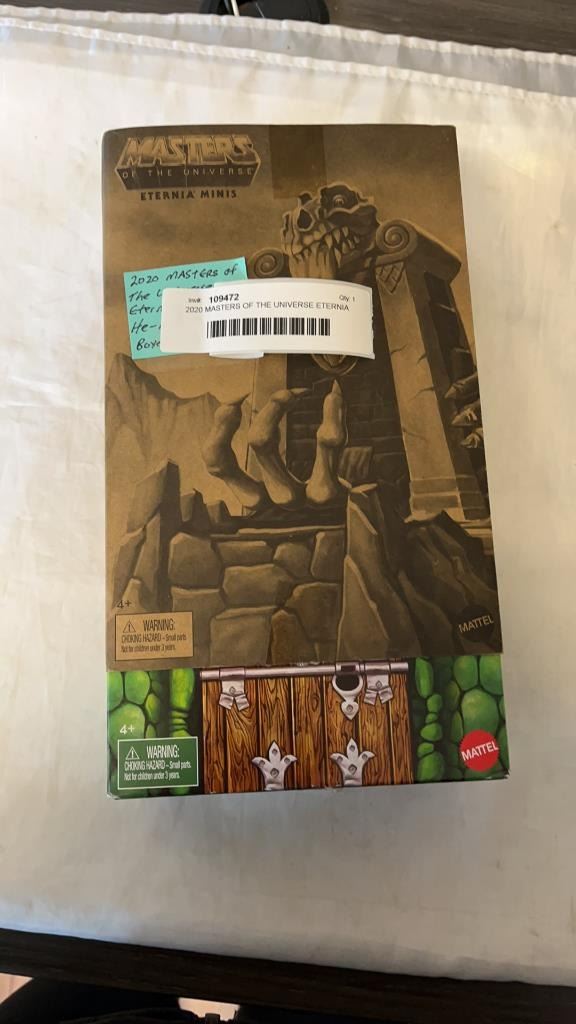 MASTERS
OF THE UNIVERSE
ETERNIA MINIS
2020 MASTERS of
The
He-
Inv#: 109472 Qty: 1
2020 MASTERS OF THE UNIVERSE ETERNIA
4+
WARNING:
CHOKING HAZARD – Small parts
Not for children under 3 years.
MATTEL
4+
WARNING:
CHOKING HAZARD – Small parts.
Not for children under 3 years.
MATTEL